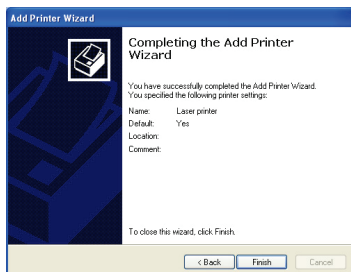 Add Printer Wizard
Completing the Add Printer
Wizard
You have successfully completed the Add Printer Wizard.
You specified the following printer settings:
Name: Laser printer
Default: Yes
Location:
Comment:
To close this wizard, click Finish.
< Back Finish Cancel